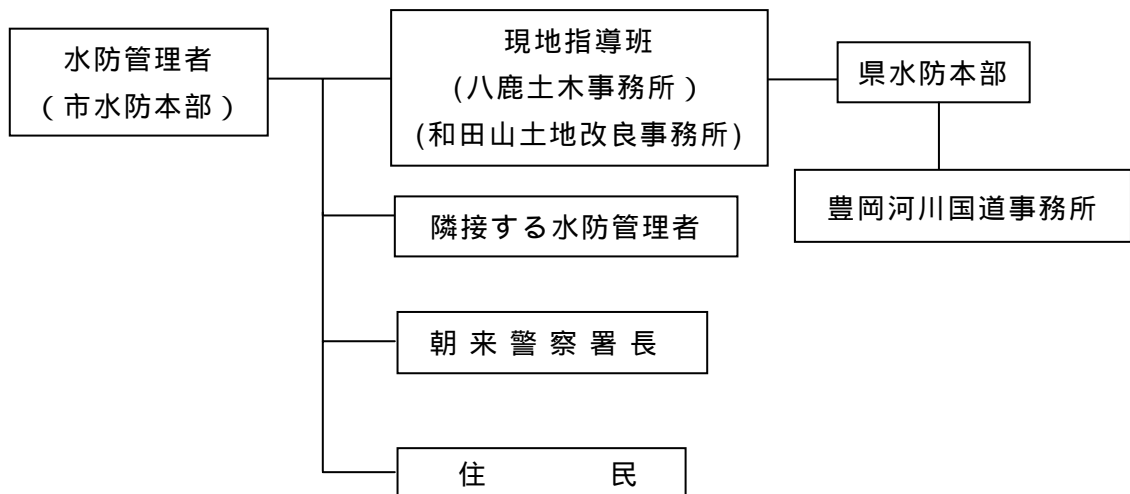 水防管理者
（市水防本部）
現地指導班
(八鹿土木事務所）
(和田山土地改良事務所)
県水防本部
豊岡河川国道事務所
隣接する水防管理者
朝来警察署長
住　　　民